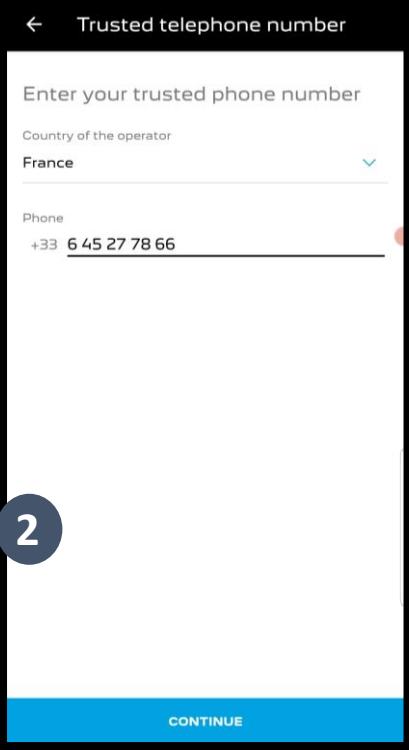 Trusted telephone number
Enter your trusted phone number
Country of the operator
France
Phone
+33 6 45 27 78 66
2
CONTINUE